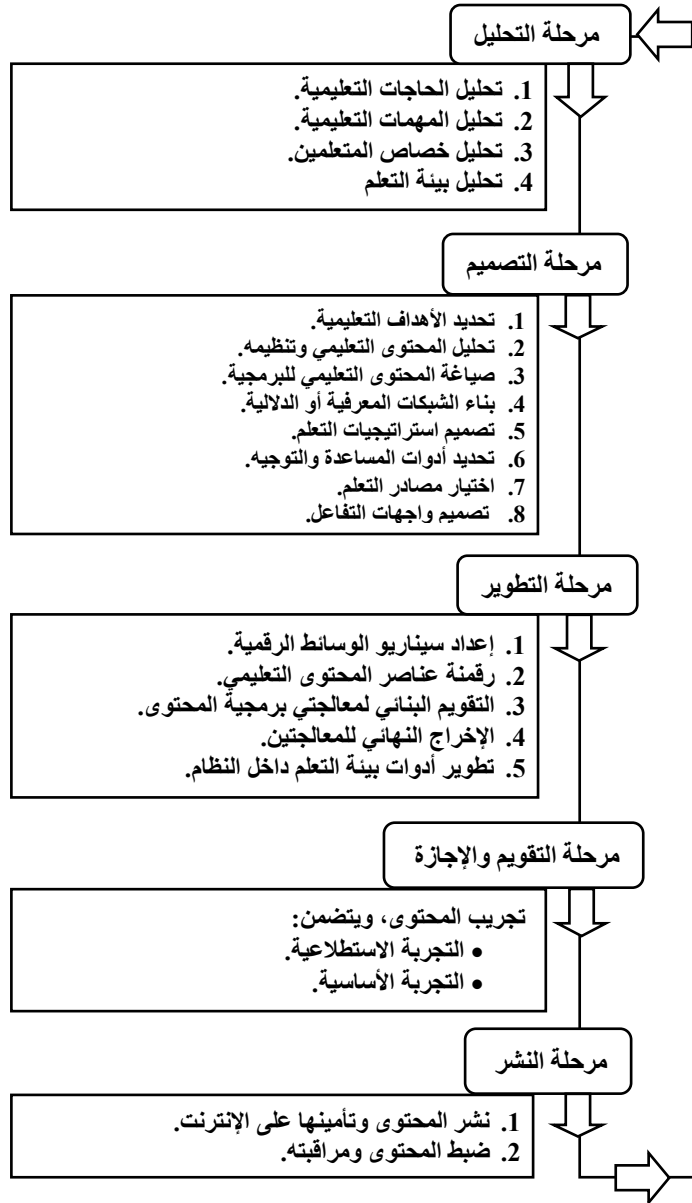 مرحلة التحليل
1. تحليل الحاجات التعليمية.
2. تحليل المهمات التعليمية.
3. تحليل خصاص المتعلمين.
4. تحليل بيئة التعلم
مرحلة التصميم
1. تحديد الأهداف التعليمية.
2. تحليل المحتوى التعليمي وتنظيمه.
3. صياغة المحتوى التعليمي للبرمجية.
4. بناء الشبكات المعرفية أو الدلالية.
5. تصميم استراتيجيات التعلم.
6. تحديد أدوات المساعدة والتوجيه.
7. اختيار مصادر التعلم.
8. تصميم واجهات التفاعل.
مرحلة التطوير
1. إعداد سيناريو الوسائط الرقمية.
2. رقمنة عناصر المحتوى التعليمي.
3. التقويم البنائي لمعالجتي برمجية المحتوى.
4. الإخراج النهائي للمعالجتين.
5. تطوير أدوات بيئة التعلم داخل النظام.
مرحلة التقويم والإجازة
تجريب المحتوى، ويتضمن:
• التجربة الاستطلاعية.
• التجربة الأساسية.
مرحلة النشر
1. نشر المحتوى وتأمينها على الإنترنت.
2. ضبط المحتوى ومراقبته.